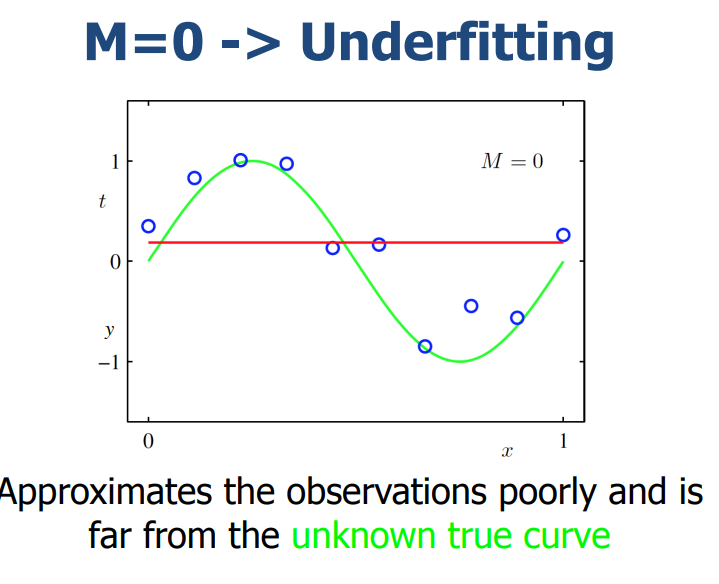 M=0 -> Underfitting
M = 0
1
t
0
y
−1
0
x
1
Approximates the observations poorly and is
far from the unknown true curve